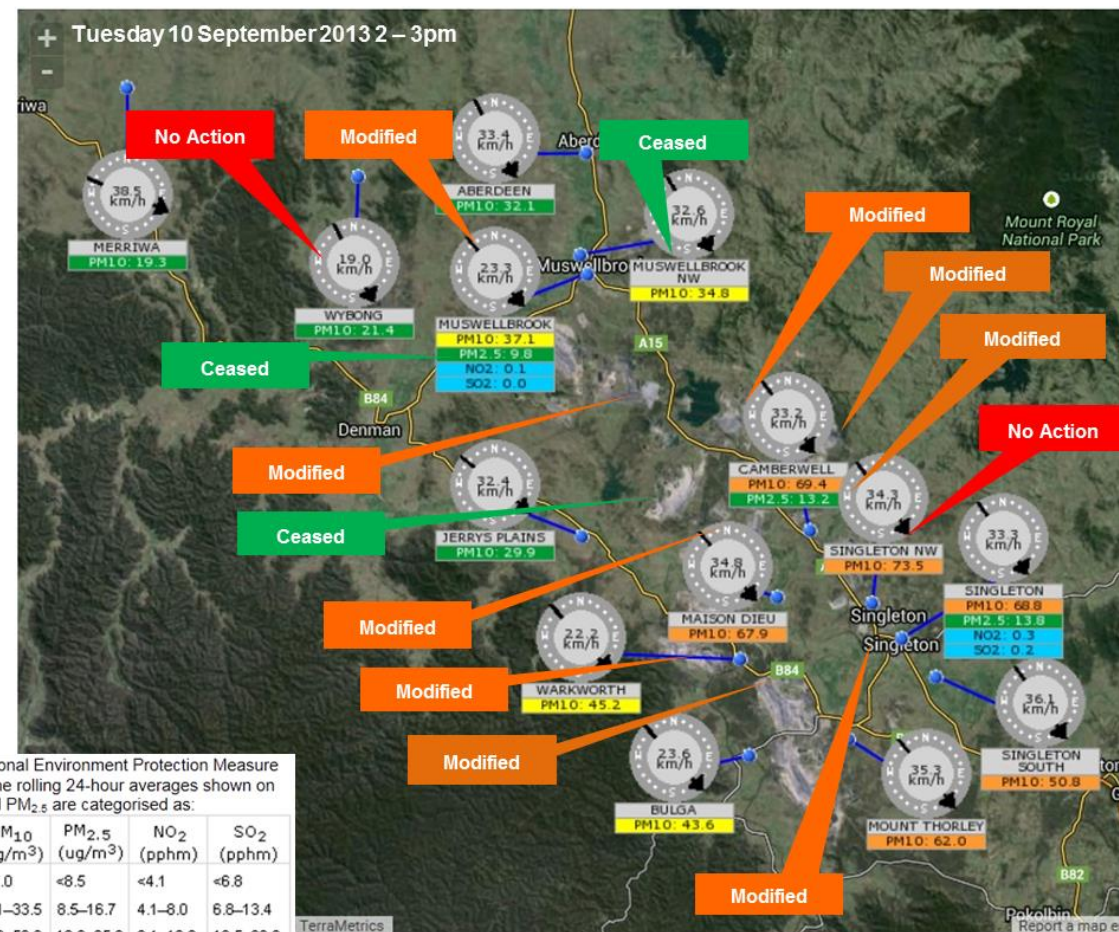 Tuesday 10 September 2013 2 – 3pm
+
-
No Action
Modified
Ceased
33.4
km/h
ABERDEEN
PM10: 32.1
38.5
km/h
MERRIWA
PM10: 19.3
19.0
km/h
WYBONG
PM10: 21.4
23.3
km/h
MUSWELLBROOK
PM10: 37.1
PM2.5: 9.8
NO2: 0.1
SO2: 0.0
32.6
km/h
MUSWELLBROOK
NW
PM10: 34.8
Modified
Mount Royal
National Park
Modified
Modified
No Action
A15
Ceased
B84
Denman
Modified
Ceased
33.2
km/h
CAMBERWELL
PM10: 69.4
PM2.5: 13.2
32.4
km/h
JERRYS PLAINS
PM10: 29.9
34.3
km/h
SINGLETON NW
PM10: 73.5
33.3
km/h
SINGLETON
PM10: 68.8
PM2.5: 13.8
NO2: 0.3
SO2: 0.2
34.8
km/h
MAISON DIEU
PM10: 67.9
Singleton
Singleton
Modified
22.2
km/h
WARKWORTH
PM10: 45.2
Modified
B84
Modified
36.1
km/h
SINGLETON
SOUTH
PM10: 50.8
23.6
km/h
BULGA
PM10: 43.6
35.3
km/h
MOUNT THORLEY
PM10: 62.0
B82
Modified
Pokolbin
TerraMetrics
Report a map
onal Environment Protection Measure
ne rolling 24-hour averages shown on
PM2.5 are categorised as:
M10 PM2.5 NO2 SO2
g/m3) (ug/m3) (pphm) (pphm)
.0 <8.5 <4.1 <6.8
–33.5 8.5–16.7 4.1–8.0 6.8–13.4